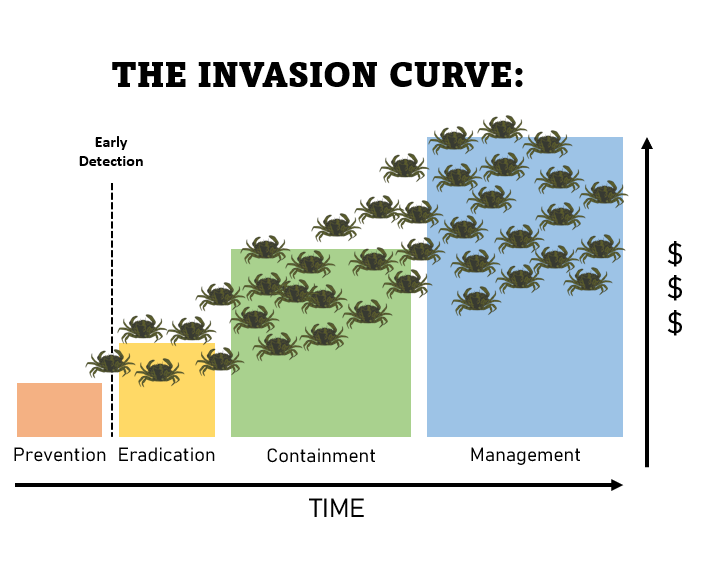 THE INVASION CURVE:
Early
Detection
$
$
$
Prevention
Eradication
Containment
Management
TIME